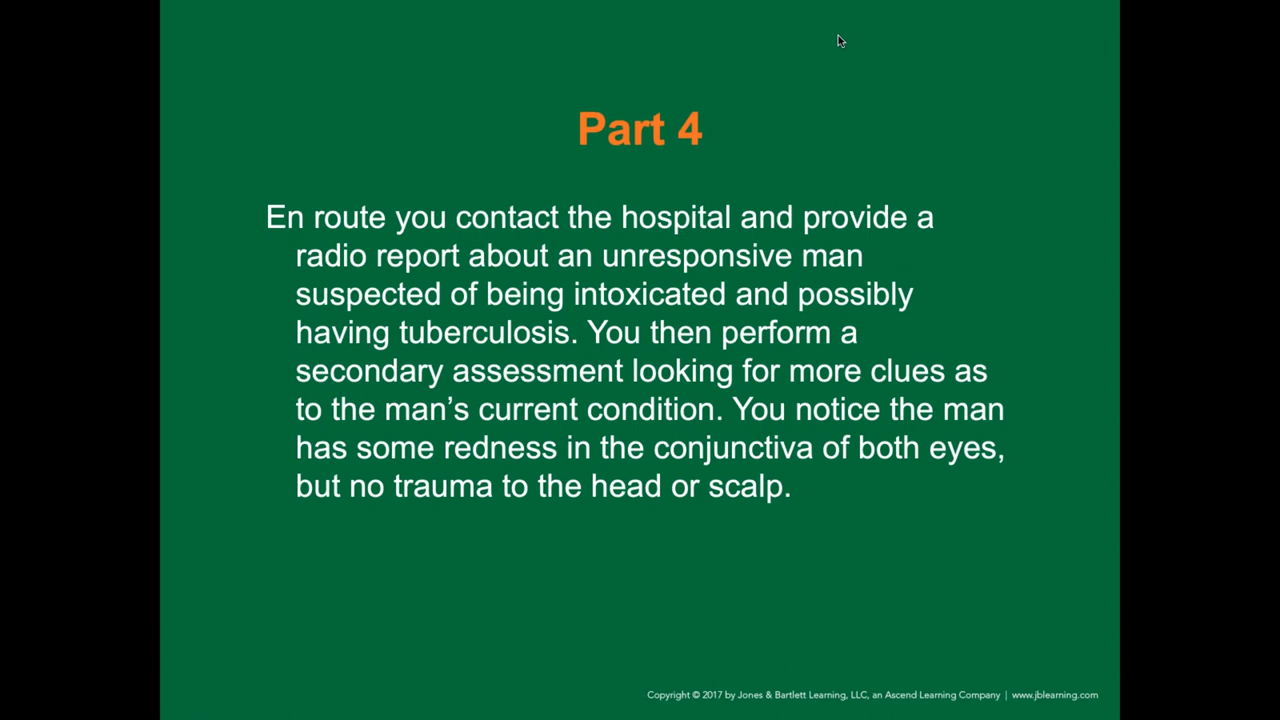 Part 4
En route you contact the hospital and provide a
radio report about an unresponsive man
suspected of being intoxicated and possibly
having tuberculosis. You then perform a
secondary assessment looking for more clues as
to the man’s current condition. You notice the man
has some redness in the conjunctiva of both eyes,
but no trauma to the head or scalp.
Copyright © 2017 by Jones & Bartlett Learning, LLC, an Ascend Learning Company | www.jblearning.com